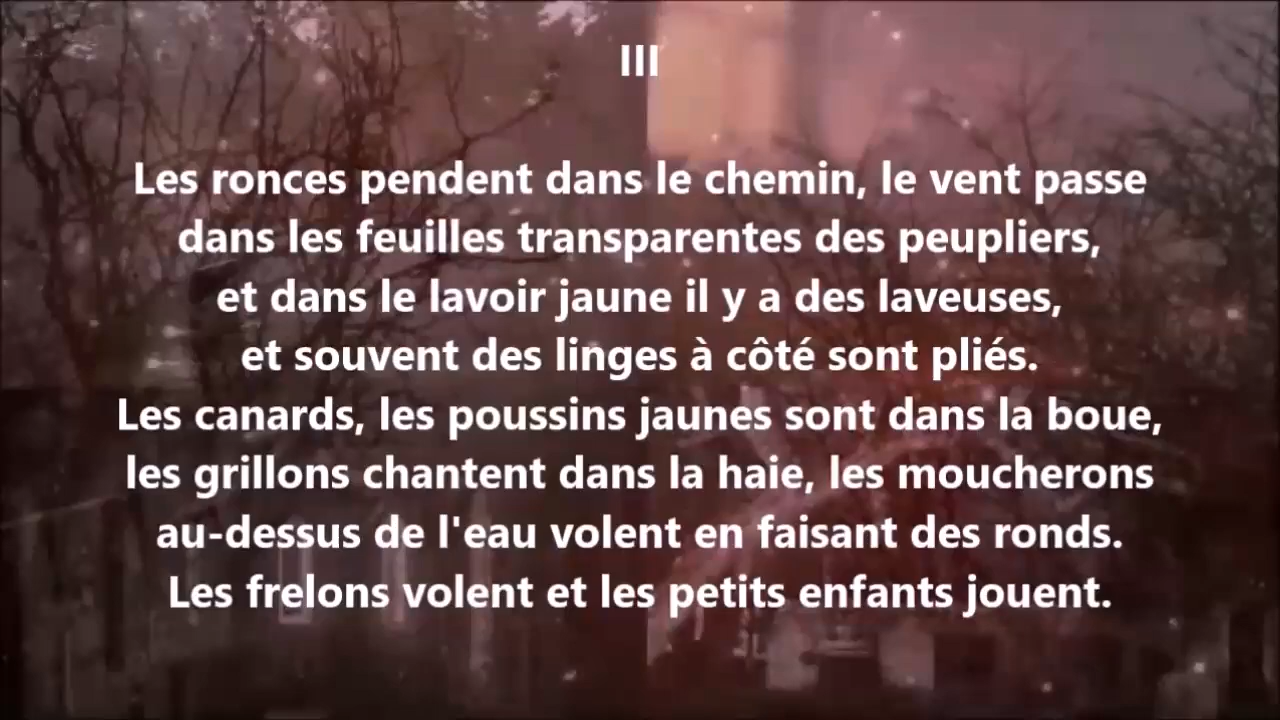 III
Les ronces pendent dans le chemin, le vent passe
dans les feuilles transparentes des peupliers,
et dans le lavoir jaune il y a des laveuses,
et souvent des linges à côté sont pliés.
Les canards, les poussins jaunes sont dans la boue,
les grillons chantent dans la haie, les moucherons
au-dessus de l'eau volent en faisant des ronds.
Les frelons volent et les petits enfants jouent.